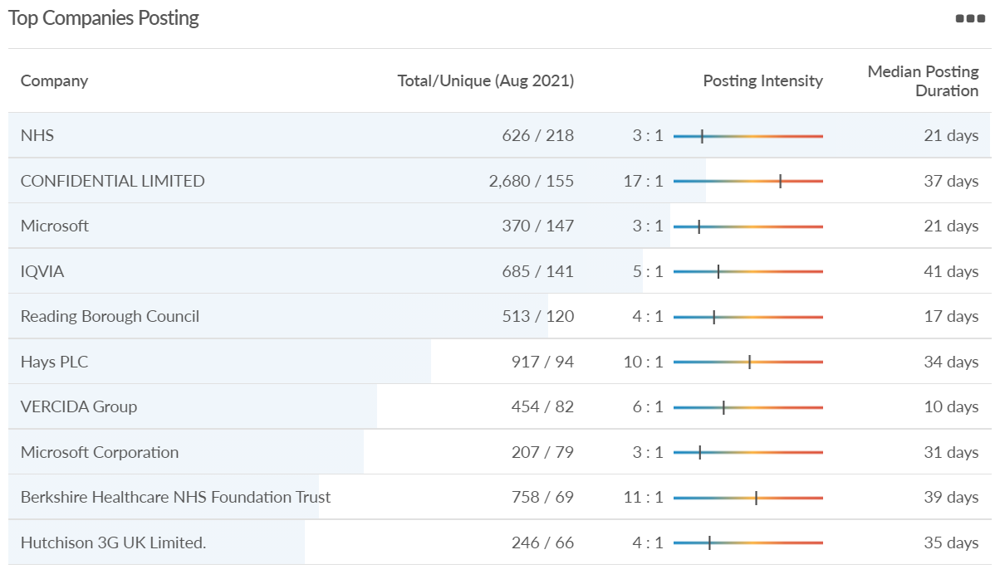 Top Companies Posting
Company Total/Unique (Aug 2021) Posting Intensity Median Posting
Duration
NHS 626 / 218 3 : 1 21 days
CONFIDENTIAL LIMITED 2,680 / 155 17 : 1 37 days
Microsoft 370 / 147 3 : 1 21 days
IQVIA 685 / 141 5 : 1 41 days
Reading Borough Council 513 / 120 4 : 1 17 days
Hays PLC 917 / 94 10 : 1 34 days
VERCIDA Group 454 / 82 6 : 1 10 days
Microsoft Corporation 207 / 79 3 : 1 31 days
Berkshire Healthcare NHS Foundation Trust 758 / 69 11 : 1 39 days
Hutchison 3G UK Limited. 246 / 66 4 : 1 35 days